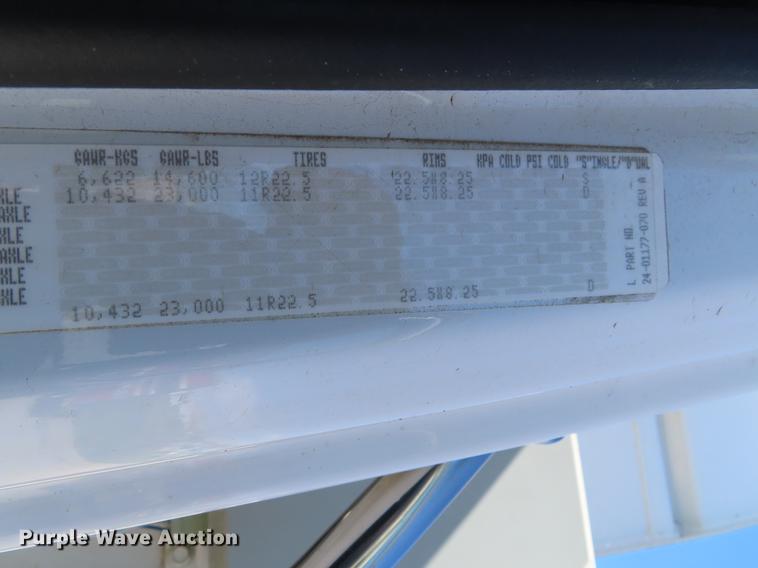 GAWR-KGS GAWR-LBS TIRES RIMS KPA COLD PSI COLD "S"INGLE/"D"UAL
6,622 14,600 12R22.5 22.5X8.25 S
XLE 10,432 23,000 11R22.5 22.5X8.25 D
AXLE
XLE
AXLE
XLE
XLE 10,432 23,000 11R22.5 22.5X8.25 D
L PART NO.
24-01177-070 REV A
Purple Wave Auction